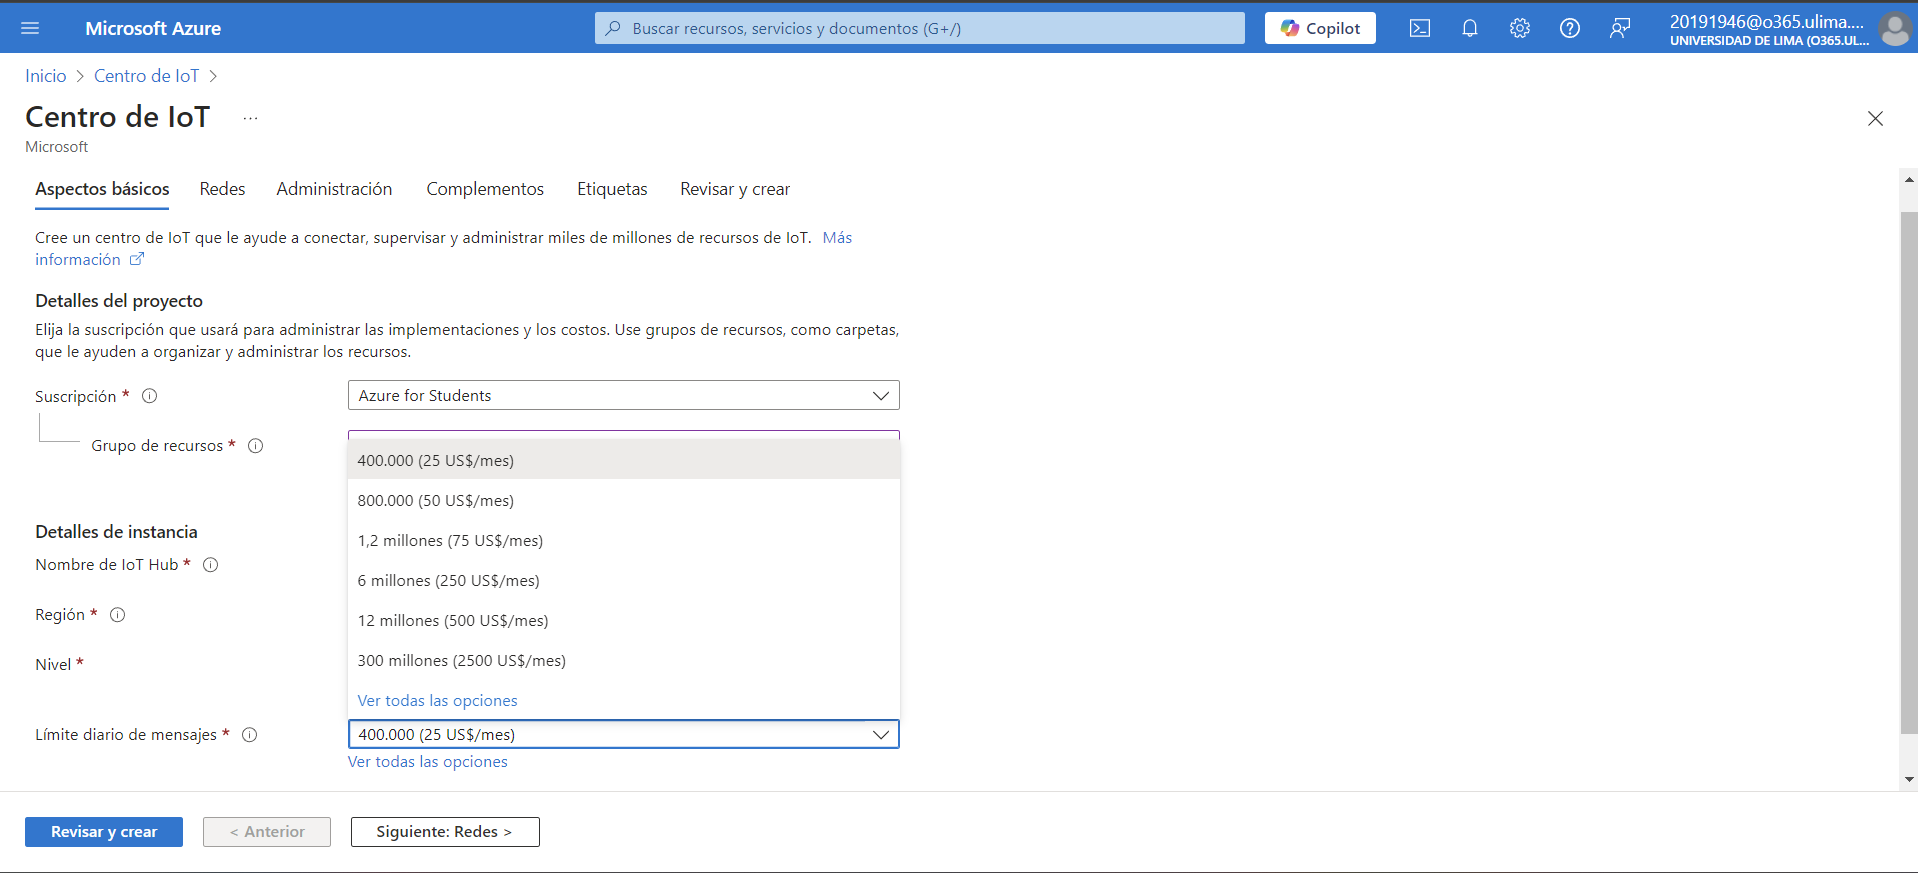 Microsoft Azure
Buscar recursos, servicios y documentos (G+/)
Copilot
20191946@o365.ulima....
UNIVERSIDAD DE LIMA (O365.UL...
Inicio > Centro de IoT >
Centro de IoT ...
Microsoft
Aspectos básicos Redes Administración Complementos Etiquetas Revisar y crear
Cree un centro de IoT que le ayude a conectar, supervisar y administrar miles de millones de recursos de IoT. Más
información
Detalles del proyecto
Elija la suscripción que usará para administrar las implementaciones y los costos. Use grupos de recursos, como carpetas,
que le ayuden a organizar y administrar los recursos.
Suscripción *
Azure for Students
Grupo de recursos *
400.000 (25 US$/mes)
800.000 (50 US$/mes)
1,2 millones (75 US$/mes)
6 millones (250 US$/mes)
12 millones (500 US$/mes)
300 millones (2500 US$/mes)
Ver todas las opciones
Detalles de instancia
Nombre de IoT Hub *
Región *
Nivel *
Límite diario de mensajes *
400.000 (25 US$/mes)
Ver todas las opciones
Revisar y crear
< Anterior
Siguiente: Redes >